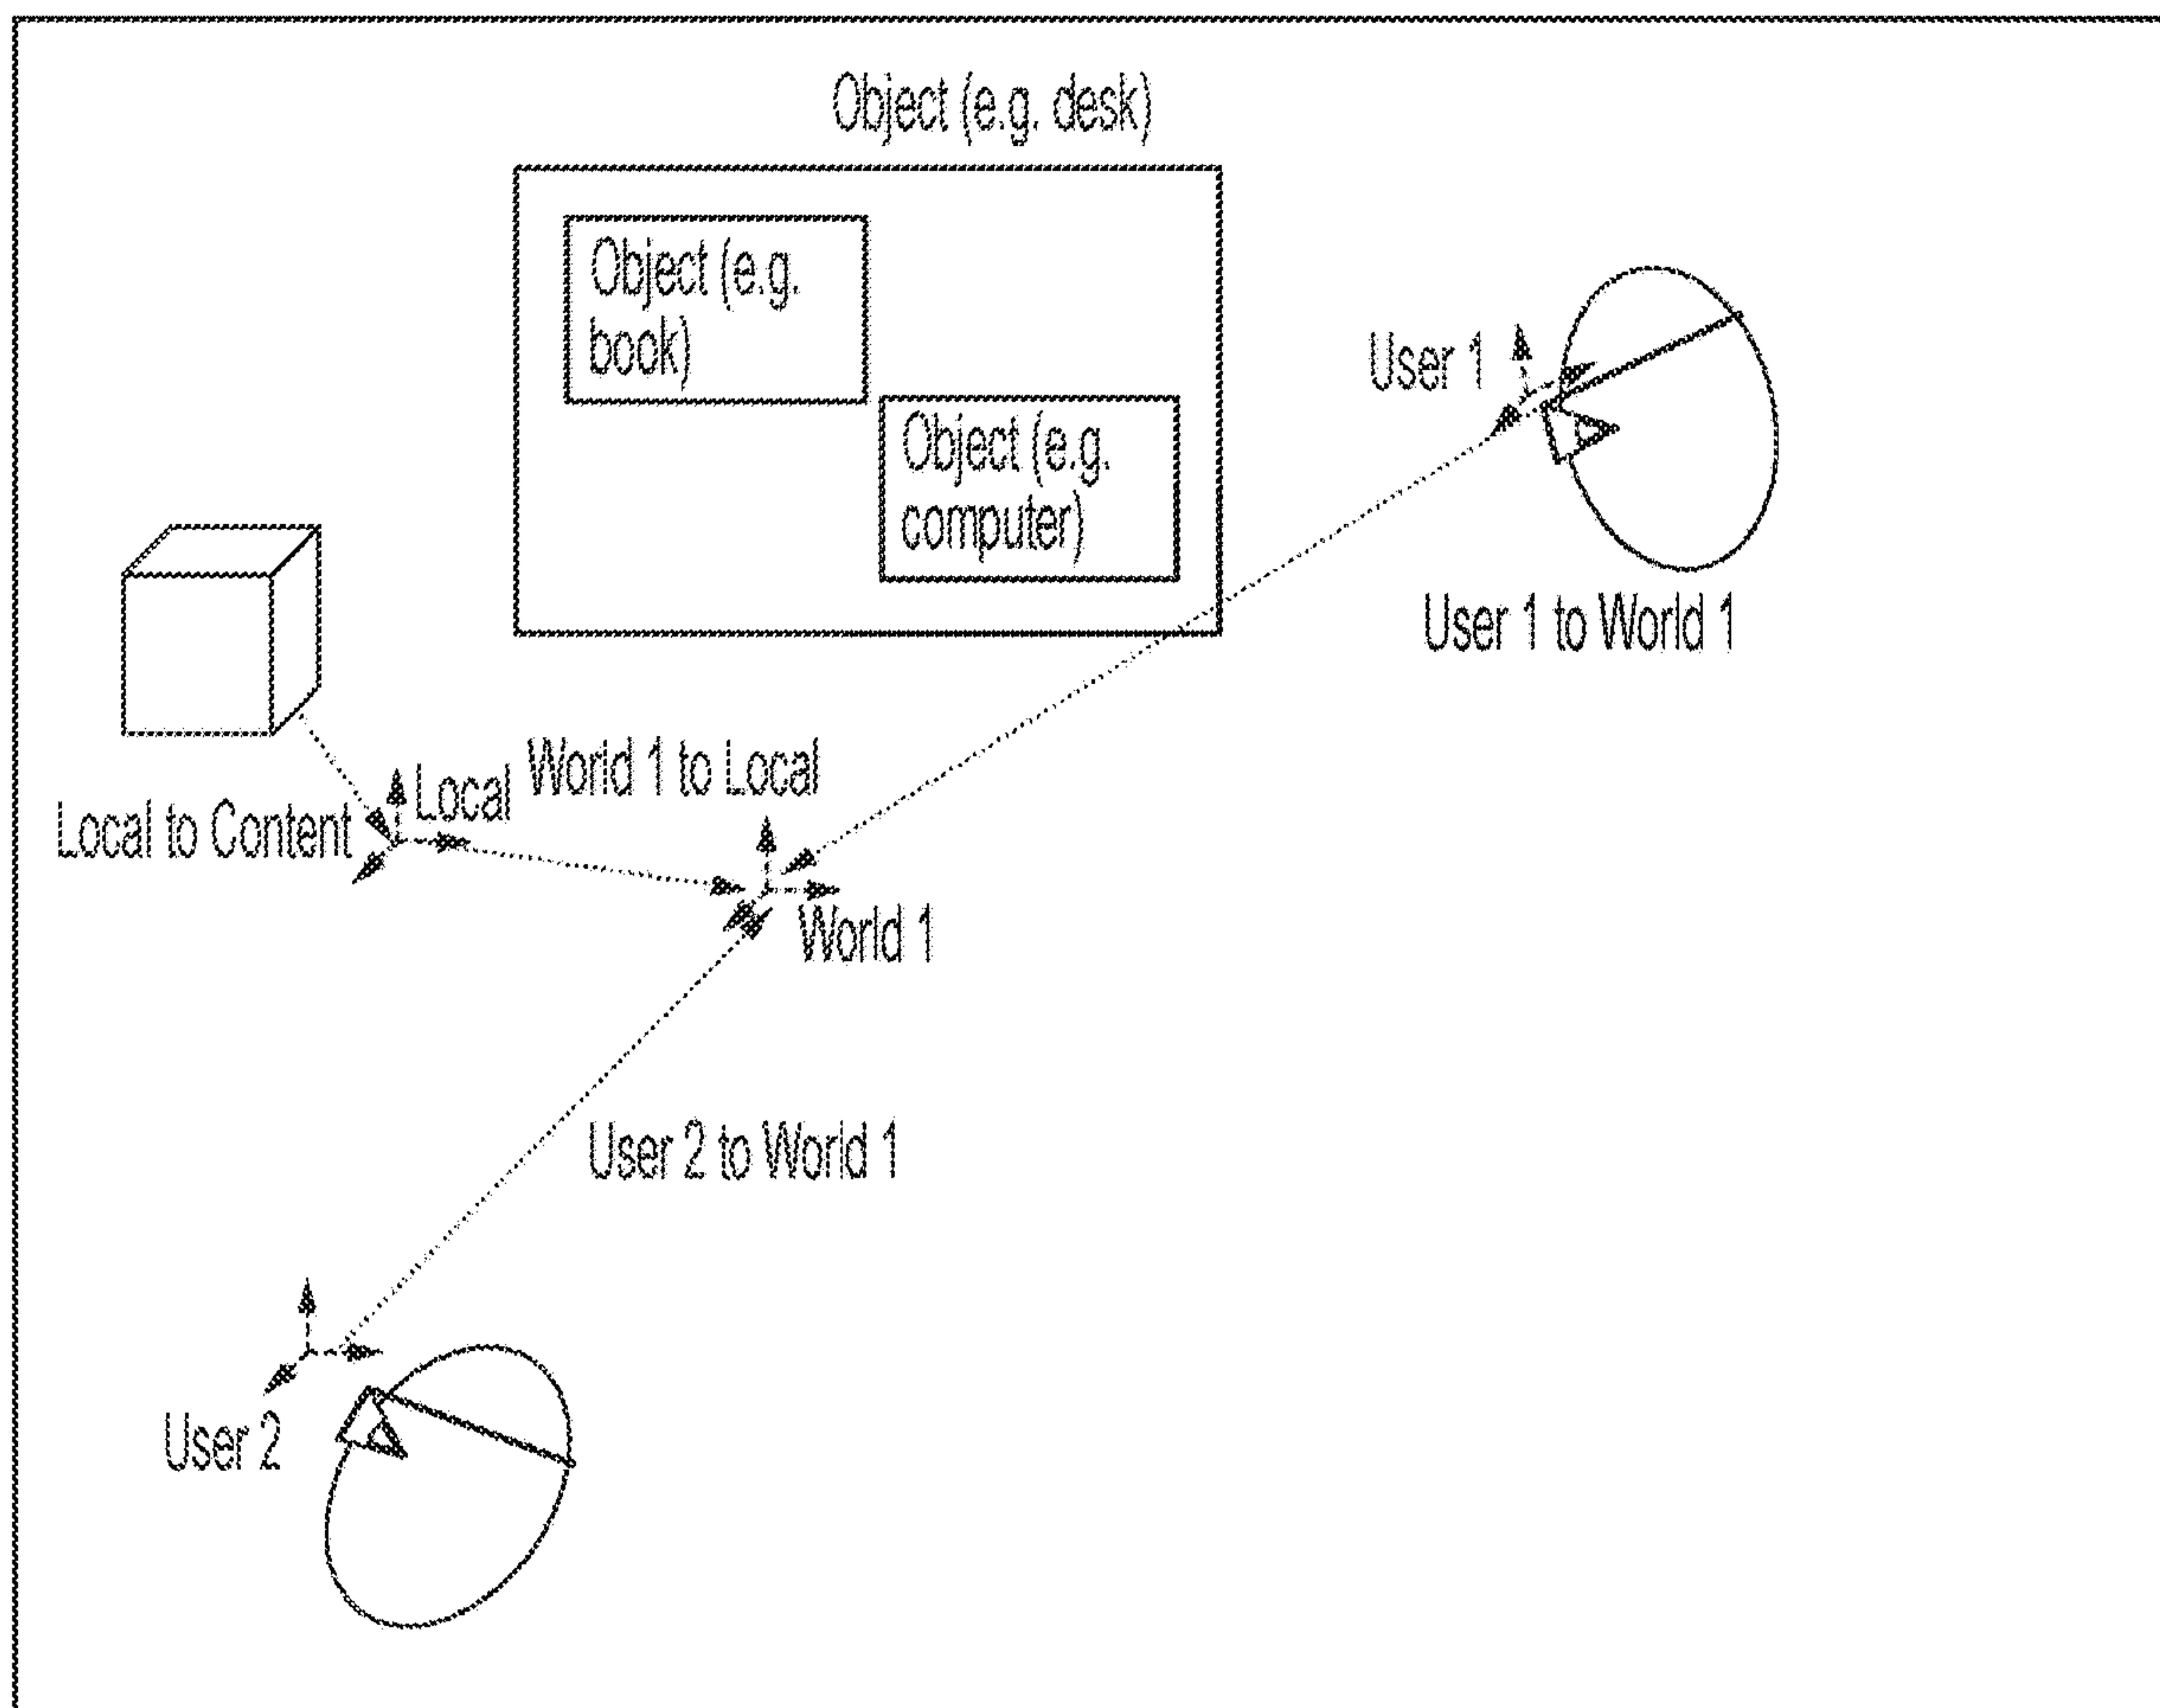 Object (e.g. desk)
Object (e.g.
book)
Object (e.g.
computer)
User 1
User 1 to World 1
World 1 to Local
Local
Local to Content
World 1
User 2 to World 1
User 2